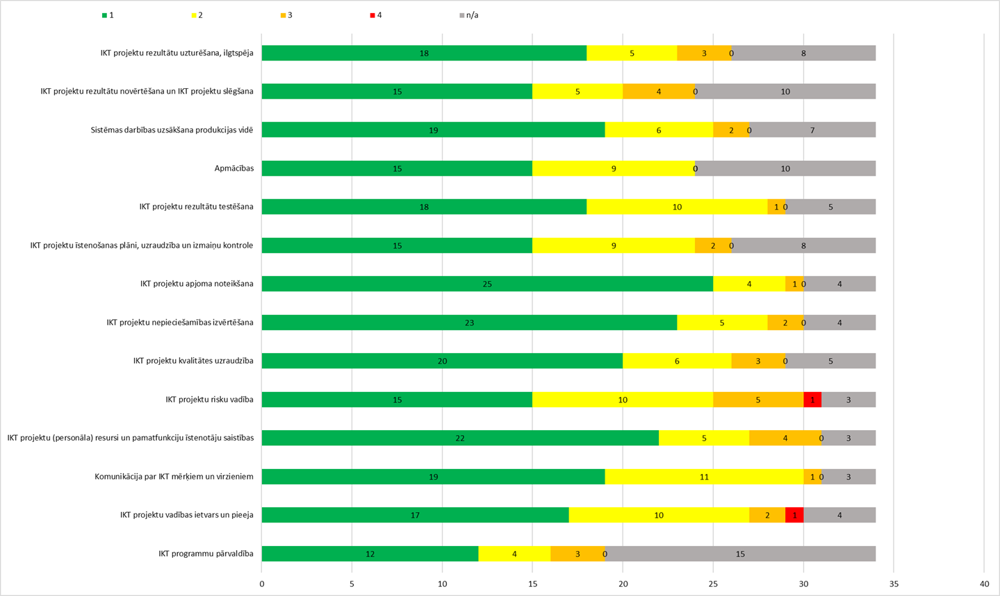 1 2 3 4 n/a
IKT projektu rezultātu uzturēšana, ilgtspēja 18 5 3 0 8
IKT projektu rezultātu novērtēšana un IKT projektu slēgšana 15 5 4 0 10
Sistēmas darbības uzsākšana produkcijas vidē 19 6 2 0 7
Apmācības 15 9 0 10
IKT projektu rezultātu testēšana 18 10 1 0 5
IKT projektu īstenošanas plāni, uzraudzība un izmaiņu kontrole 15 9 2 0 8
IKT projektu apjoma noteikšana 25 4 1 0 4
IKT projektu nepieciešamības izvērtēšana 23 5 2 0 4
IKT projektu kvalitātes uzraudzība 20 6 3 0 5
IKT projektu risku vadība 15 10 5 1 3
IKT projektu (personāla) resursi un pamatfunkciju īstenotāju saistības 22 5 4 0 3
Komunikācija par IKT mērķiem un virzieniem 19 11 1 0 3
IKT projektu vadības ietvars un pieeja 17 10 2 1 4
IKT programmu pārvaldība 12 4 3 0 15
0 5 10 15 20 25 30 35 40